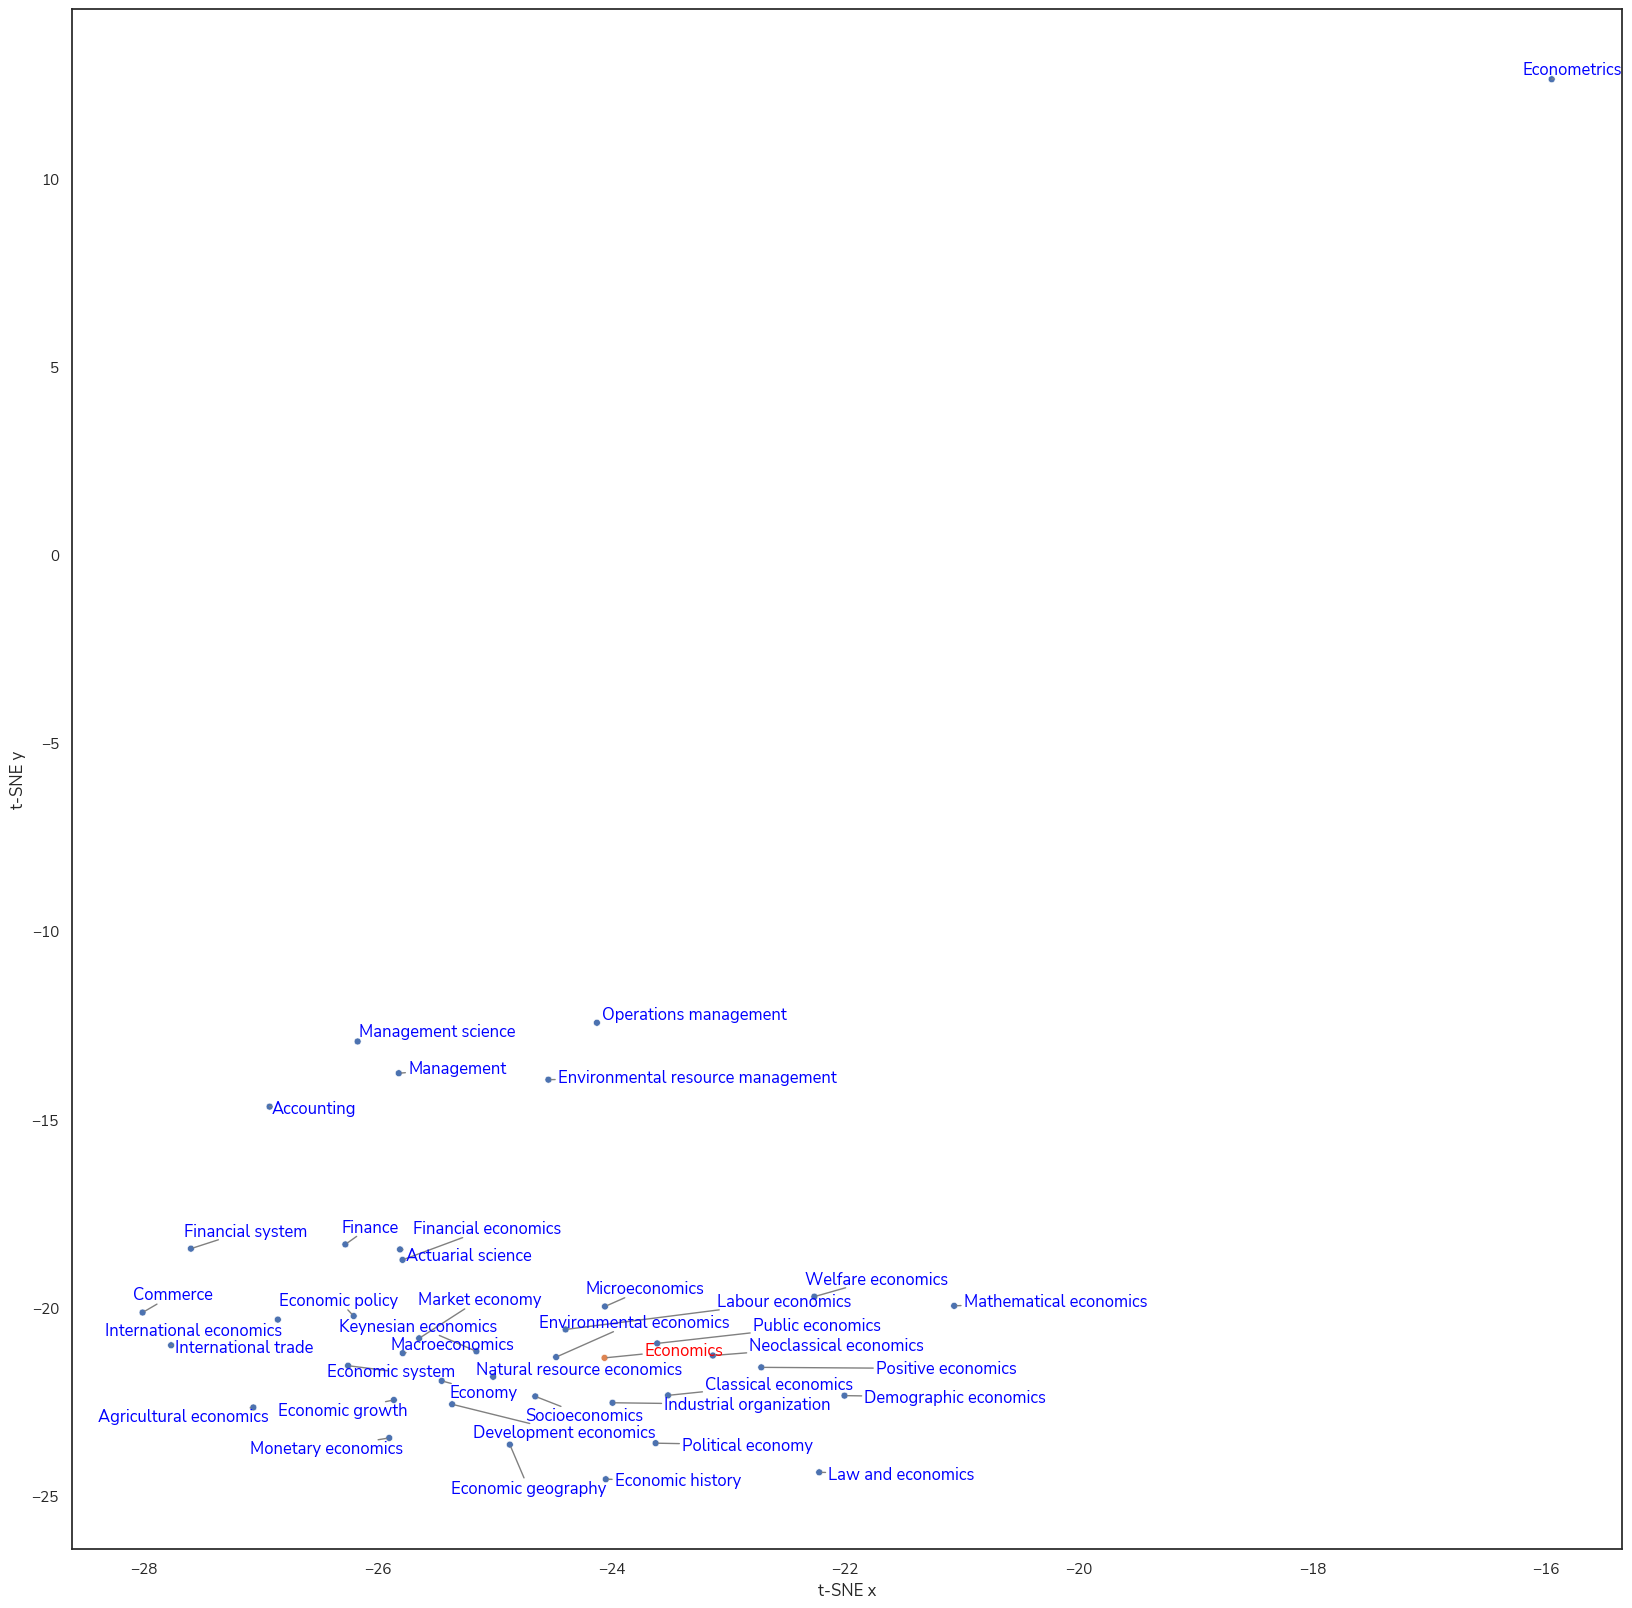 Econometrics
10
5
0
−5
−10
−15
−20
−25
t-SNE y
Operations management
Management science
Management
Environmental resource management
Accounting
Financial system
Finance
Financial economics
Actuarial science
Welfare economics
Microeconomics
Commerce
Economic policy
Market economy
Labour economics
Mathematical economics
Keynesian economics
Environmental economics
Public economics
International economics
International trade
Macroeconomics
Economics
Neoclassical economics
Economic system
Natural resource economics
Positive economics
Economy
Classical economics
Demographic economics
Industrial organization
Agricultural economics
Economic growth
Socioeconomics
Development economics
Monetary economics
Political economy
Economic geography
Economic history
Law and economics
−28
−26
−24
−22
−20
−18
−16
t-SNE x